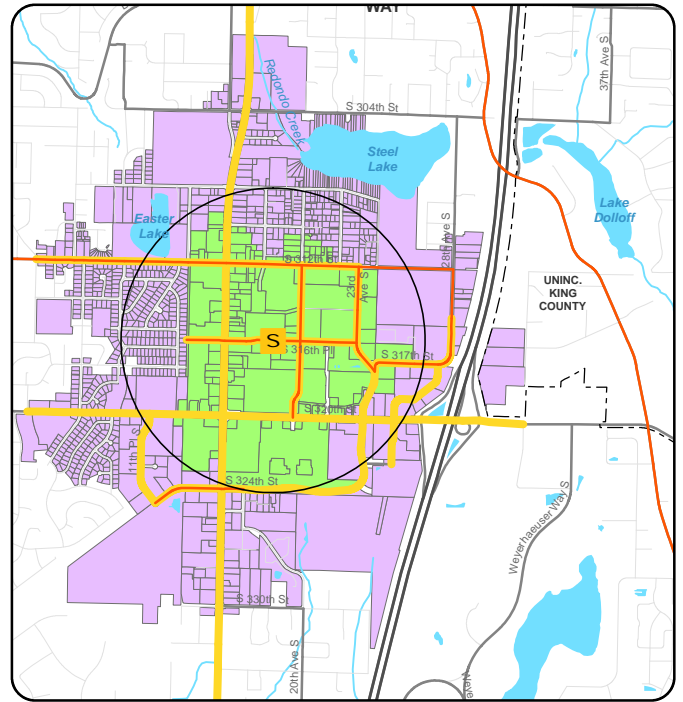 WAY
37th Ave S
Redondo Creek
S 304th St
Steel
Lake
Easter
Lake
28th Ave S
Lake
Dolloff
S 312th St
23rd
Ave S
UNINC.
KING
COUNTY
S
S 316th Pl
S 317th St
S 320th St
11th Pl S
S 324th St
Weyerhaeuser Way S
S 330th St
20th Ave S
Weye